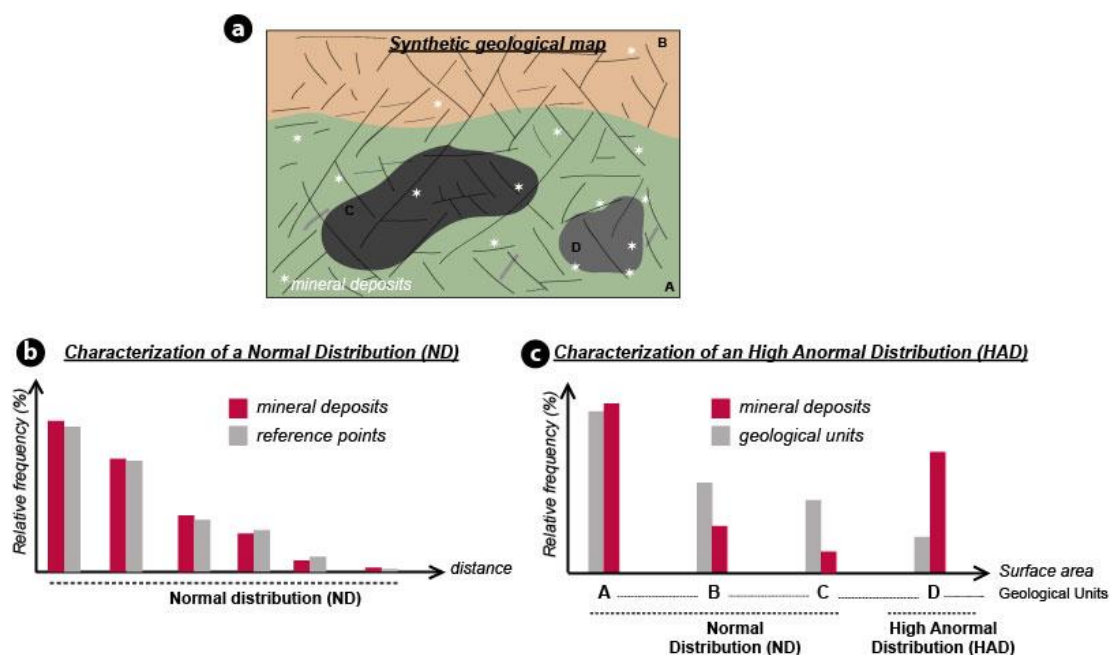 a
Synthetic geological map
B
C
D
mineral deposits
A
b
Characterization of a Normal Distribution (ND)
Relative frequency (%)
mineral deposits
reference points
distance
Normal distribution (ND)
c
Characterization of an High Anormal Distribution (HAD)
Relative frequency (%)
mineral deposits
geological units
Surface area
A B C D Geological Units
Normal
Distribution (ND)
High Anormal
Distribution (HAD)